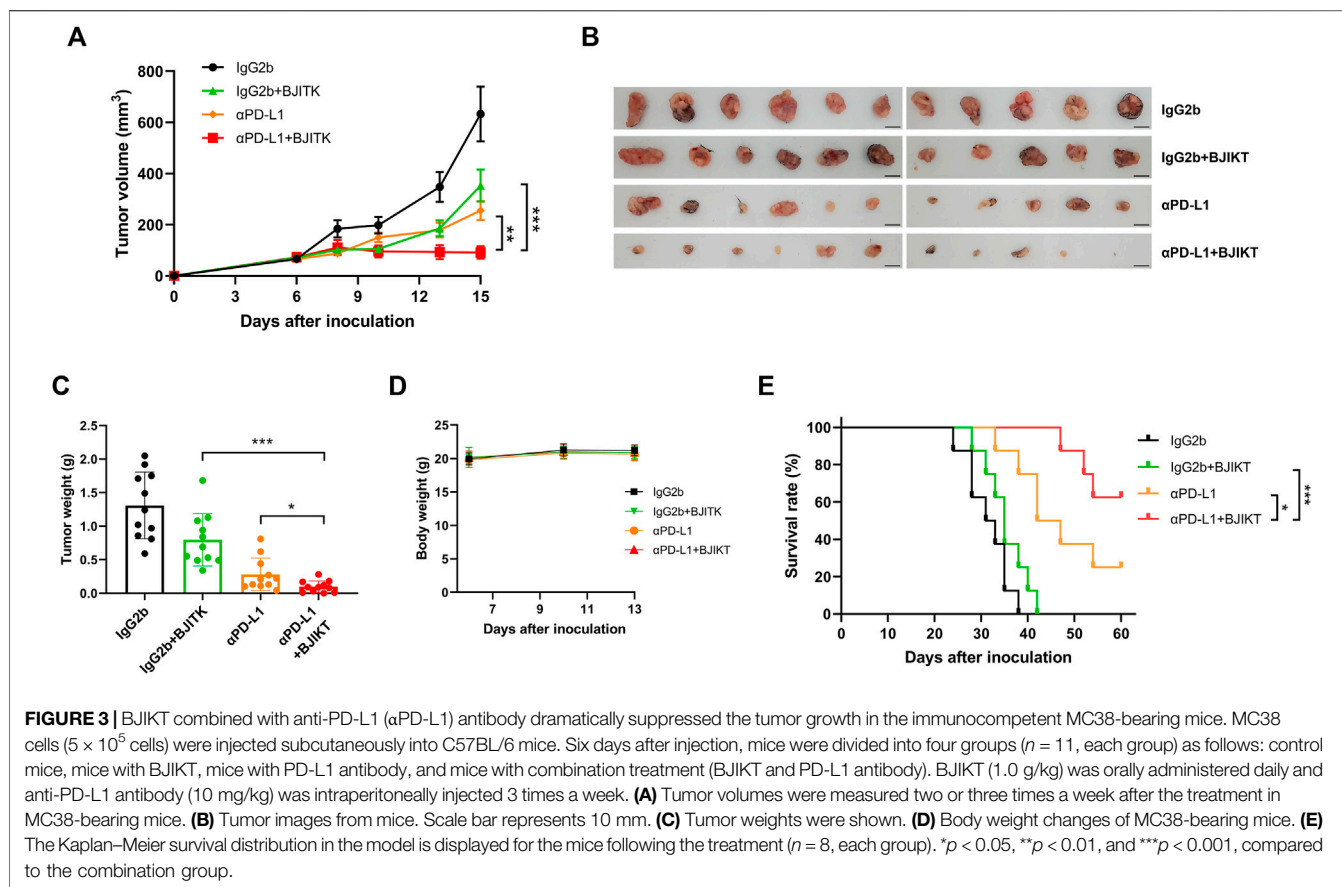 A
IgG2b
IgG2b+BJITK
αPD-L1
αPD-L1+BJITK
Tumor volume (mm³)
800
600
400
200
0
0 3 6 9 12 15
Days after inoculation
**
***
B
IgG2b
IgG2b+BJIKT
αPD-L1
αPD-L1+BJIKT
C
Tumor weight (g)
2.5
2.0
1.5
1.0
0.5
0.0
***
*
IgG2b
IgG2b+BJITK
αPD-L1
αPD-L1
+BJIKT
D
Body weight (g)
25
20
15
10
5
0
7 9 11 13
Days after inoculation
IgG2b
IgG2b+BJITK
αPD-L1
αPD-L1+BJIKT
E
Survival rate (%)
100
80
60
40
20
0
0 10 20 30 40 50 60
Days after inoculation
IgG2b
IgG2b+BJIKT
αPD-L1
αPD-L1+BJIKT
*
***
FIGURE 3 | BJIKT combined with anti-PD-L1 (αPD-L1) antibody dramatically suppressed the tumor growth in the immunocompetent MC38-bearing mice. MC38
cells (5 × 10⁵ cells) were injected subcutaneously into C57BL/6 mice. Six days after injection, mice were divided into four groups (n = 11, each group) as follows: control
mice, mice with BJIKT, mice with PD-L1 antibody, and mice with combination treatment (BJIKT and PD-L1 antibody). BJIKT (1.0 g/kg) was orally administered daily and
anti-PD-L1 antibody (10 mg/kg) was intraperitoneally injected 3 times a week. (A) Tumor volumes were measured two or three times a week after the treatment in
MC38-bearing mice. (B) Tumor images from mice. Scale bar represents 10 mm. (C) Tumor weights were shown. (D) Body weight changes of MC38-bearing mice. (E)
The Kaplan–Meier survival distribution in the model is displayed for the mice following the treatment (n = 8, each group). *p < 0.05, **p < 0.01, and ***p < 0.001, compared
to the combination group.